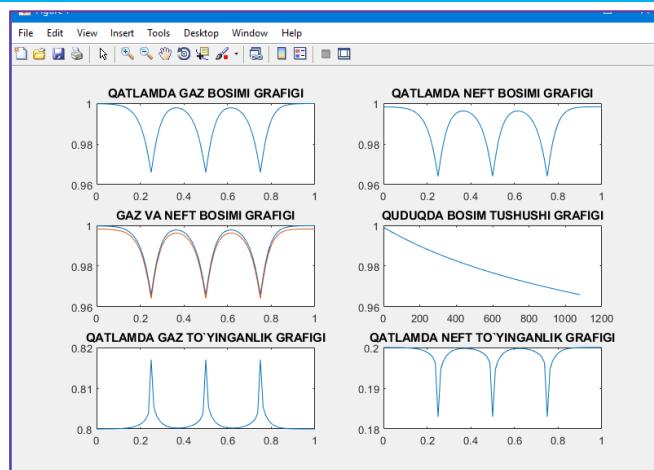 File Edit View Insert Tools Desktop Window Help
QATLAMDA GAZ BOSIMI GRAFIGI
1
0.98
0.96
0 0.2 0.4 0.6 0.8 1
QATLAMDA NEFT BOSIMI GRAFIGI
1
0.98
0.96
0 0.2 0.4 0.6 0.8 1
GAZ VA NEFT BOSIMI GRAFIGI
1
0.98
0.96
0 0.2 0.4 0.6 0.8 1
QUDUQDA BOSIM TUSHUSHI GRAFIGI
1
0.98
0.96
0 200 400 600 800 1000 1200
QATLAMDA GAZ TO`YINGANLIK GRAFIGI
0.82
0.81
0.8
0 0.2 0.4 0.6 0.8 1
QATLAMDA NEFT TO`YINGANLIK GRAFIGI
0.2
0.19
0.18
0 0.2 0.4 0.6 0.8 1